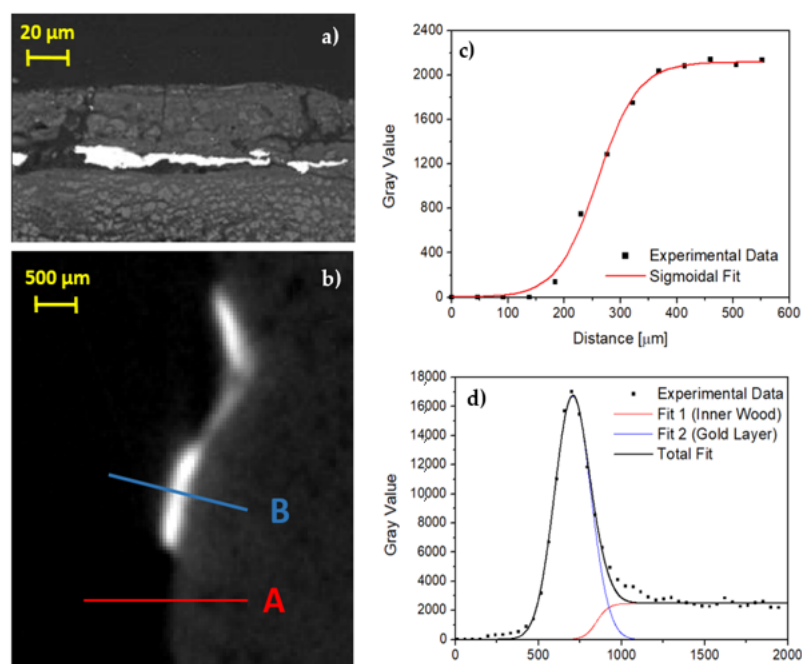 20 µm
a)
500 µm
b)
B
A
c)
2400
2000
1600
1200
800
400
0
Gray Value
Experimental Data
Sigmoidal Fit
0 100 200 300 400 500 600
Distance [µm]
d)
18000
16000
14000
12000
10000
8000
6000
4000
2000
0
Gray Value
Experimental Data
Fit 1 (Inner Wood)
Fit 2 (Gold Layer)
Total Fit
0 500 1000 1500 2000